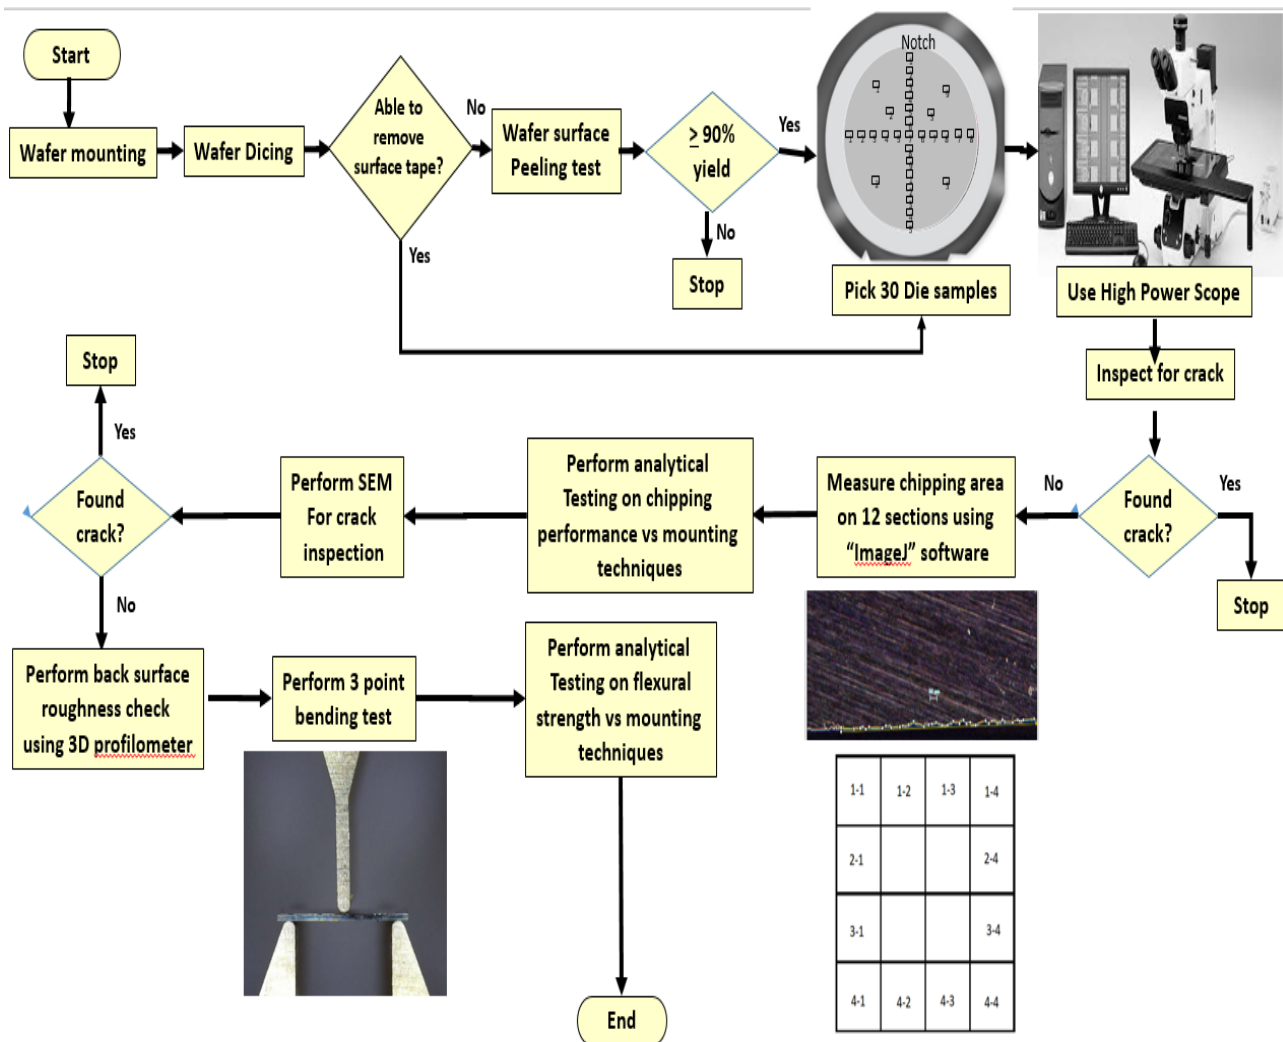 Start
Wafer mounting
Wafer Dicing
Able to
remove
surface tape?
No
Yes
Wafer surface
Peeling test
≥ 90%
yield
Yes
No
Stop
Notch
Pick 30 Die samples
Use High Power Scope
Inspect for crack
Found
crack?
Yes
Stop
No
Measure chipping area
on 12 sections using
“ImageJ” software
1-1 1-2 1-3 1-4
2-1 2-4
3-1 3-4
4-1 4-2 4-3 4-4
Perform analytical
Testing on chipping
performance vs mounting
techniques
Perform SEM
For crack
inspection
Found
crack?
Yes
Stop
No
Perform back surface
roughness check
using 3D profilometer
Perform 3 point
bending test
Perform analytical
Testing on flexural
strength vs mounting
techniques
End